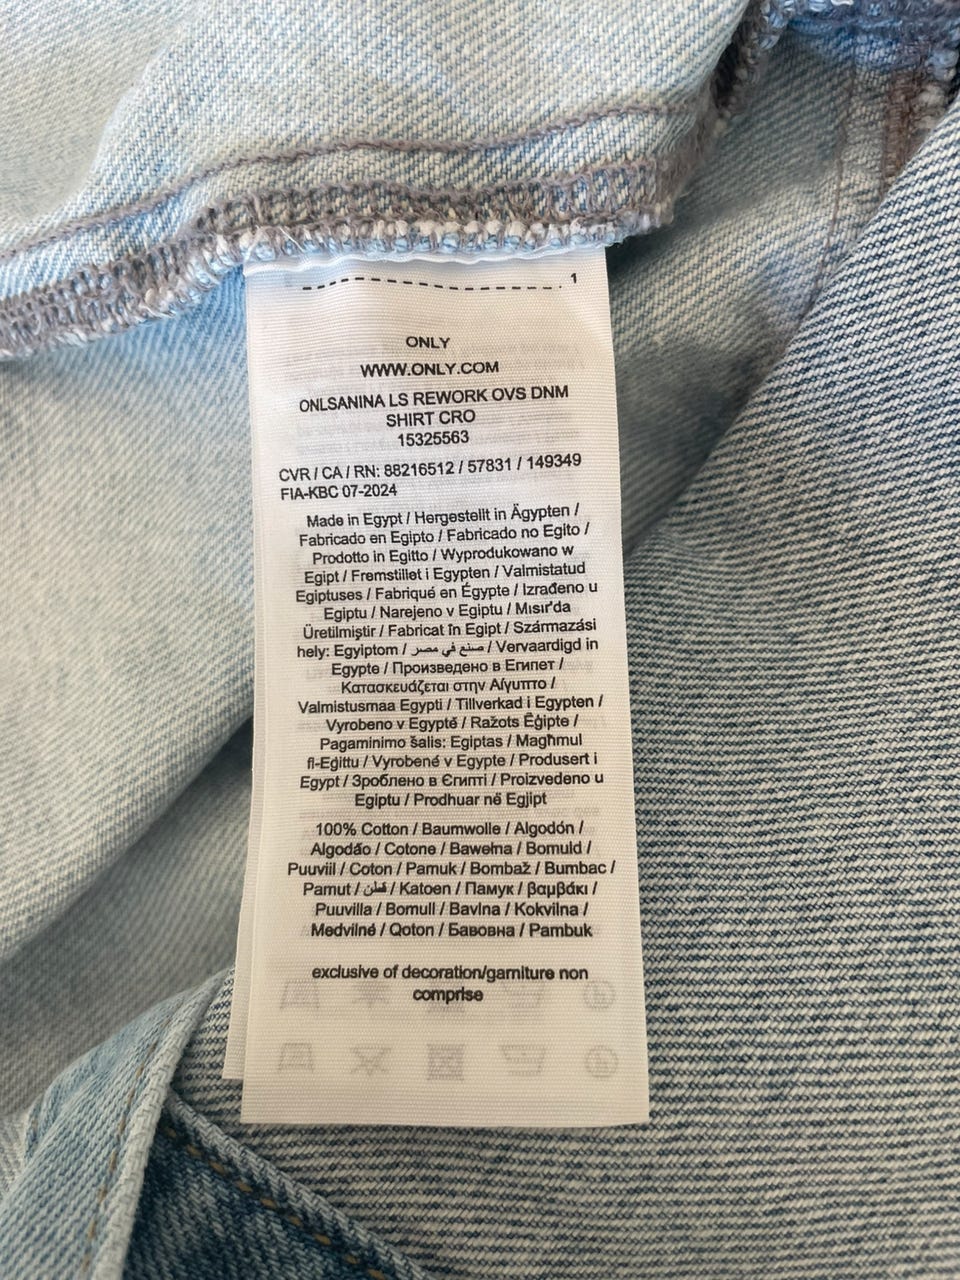 1
ONLY
WWW.ONLY.COM
ONLSANINA LS REWORK OVS DNM
SHIRT CRO
15325563
CVR / CA / RN: 88216512 / 57831 / 149349
FIA-KBC 07-2024
Made in Egypt / Hergestellt in Ägypten /
Fabricado en Egipto / Fabricado no Egito /
Prodotto in Egitto / Wyprodukowano w
Egipt / Fremstillet i Egypten / Valmistatud
Egiptuses / Fabriqué en Égypte / Izrađeno u
Egiptu / Narejeno v Egiptu / Mısır'da
Üretilmiştir / Fabricat în Egipt / Származási
hely: Egyiptom / صنع في مصر / Vervaardigd in
Egypte / Произведено в Египет /
Κατασκευάζεται στην Αίγυπτο /
Valmistusmaa Egypti / Tillverkad i Egypten /
Vyrobeno v Egyptě / Ražots Ēģipte /
Pagaminimo šalis: Egiptas / Magħmul
fl-Eġittu / Vyrobené v Egypte / Produsert i
Egypt / Зроблено в Єгипті / Proizvedeno u
Egiptu / Prodhuar në Egjipt
100% Cotton / Baumwolle / Algodón /
Algodão / Cotone / Bawełna / Bomuld /
Puuviil / Coton / Pamuk / Bombaž / Bumbac /
Pamut / قطن / Katoen / Памук / βαμβάκι /
Puuvilla / Bomull / Bavlna / Kokvilna /
Medvilnė / Qoton / Бавовна / Pambuk
exclusive of decoration/garniture non
comprise